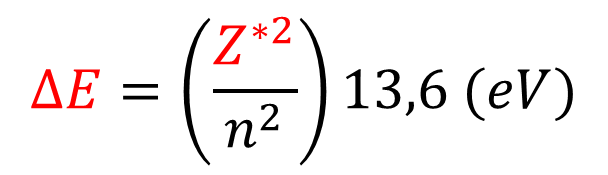 ΔE = (Z*2/n2) 13,6 (eV)